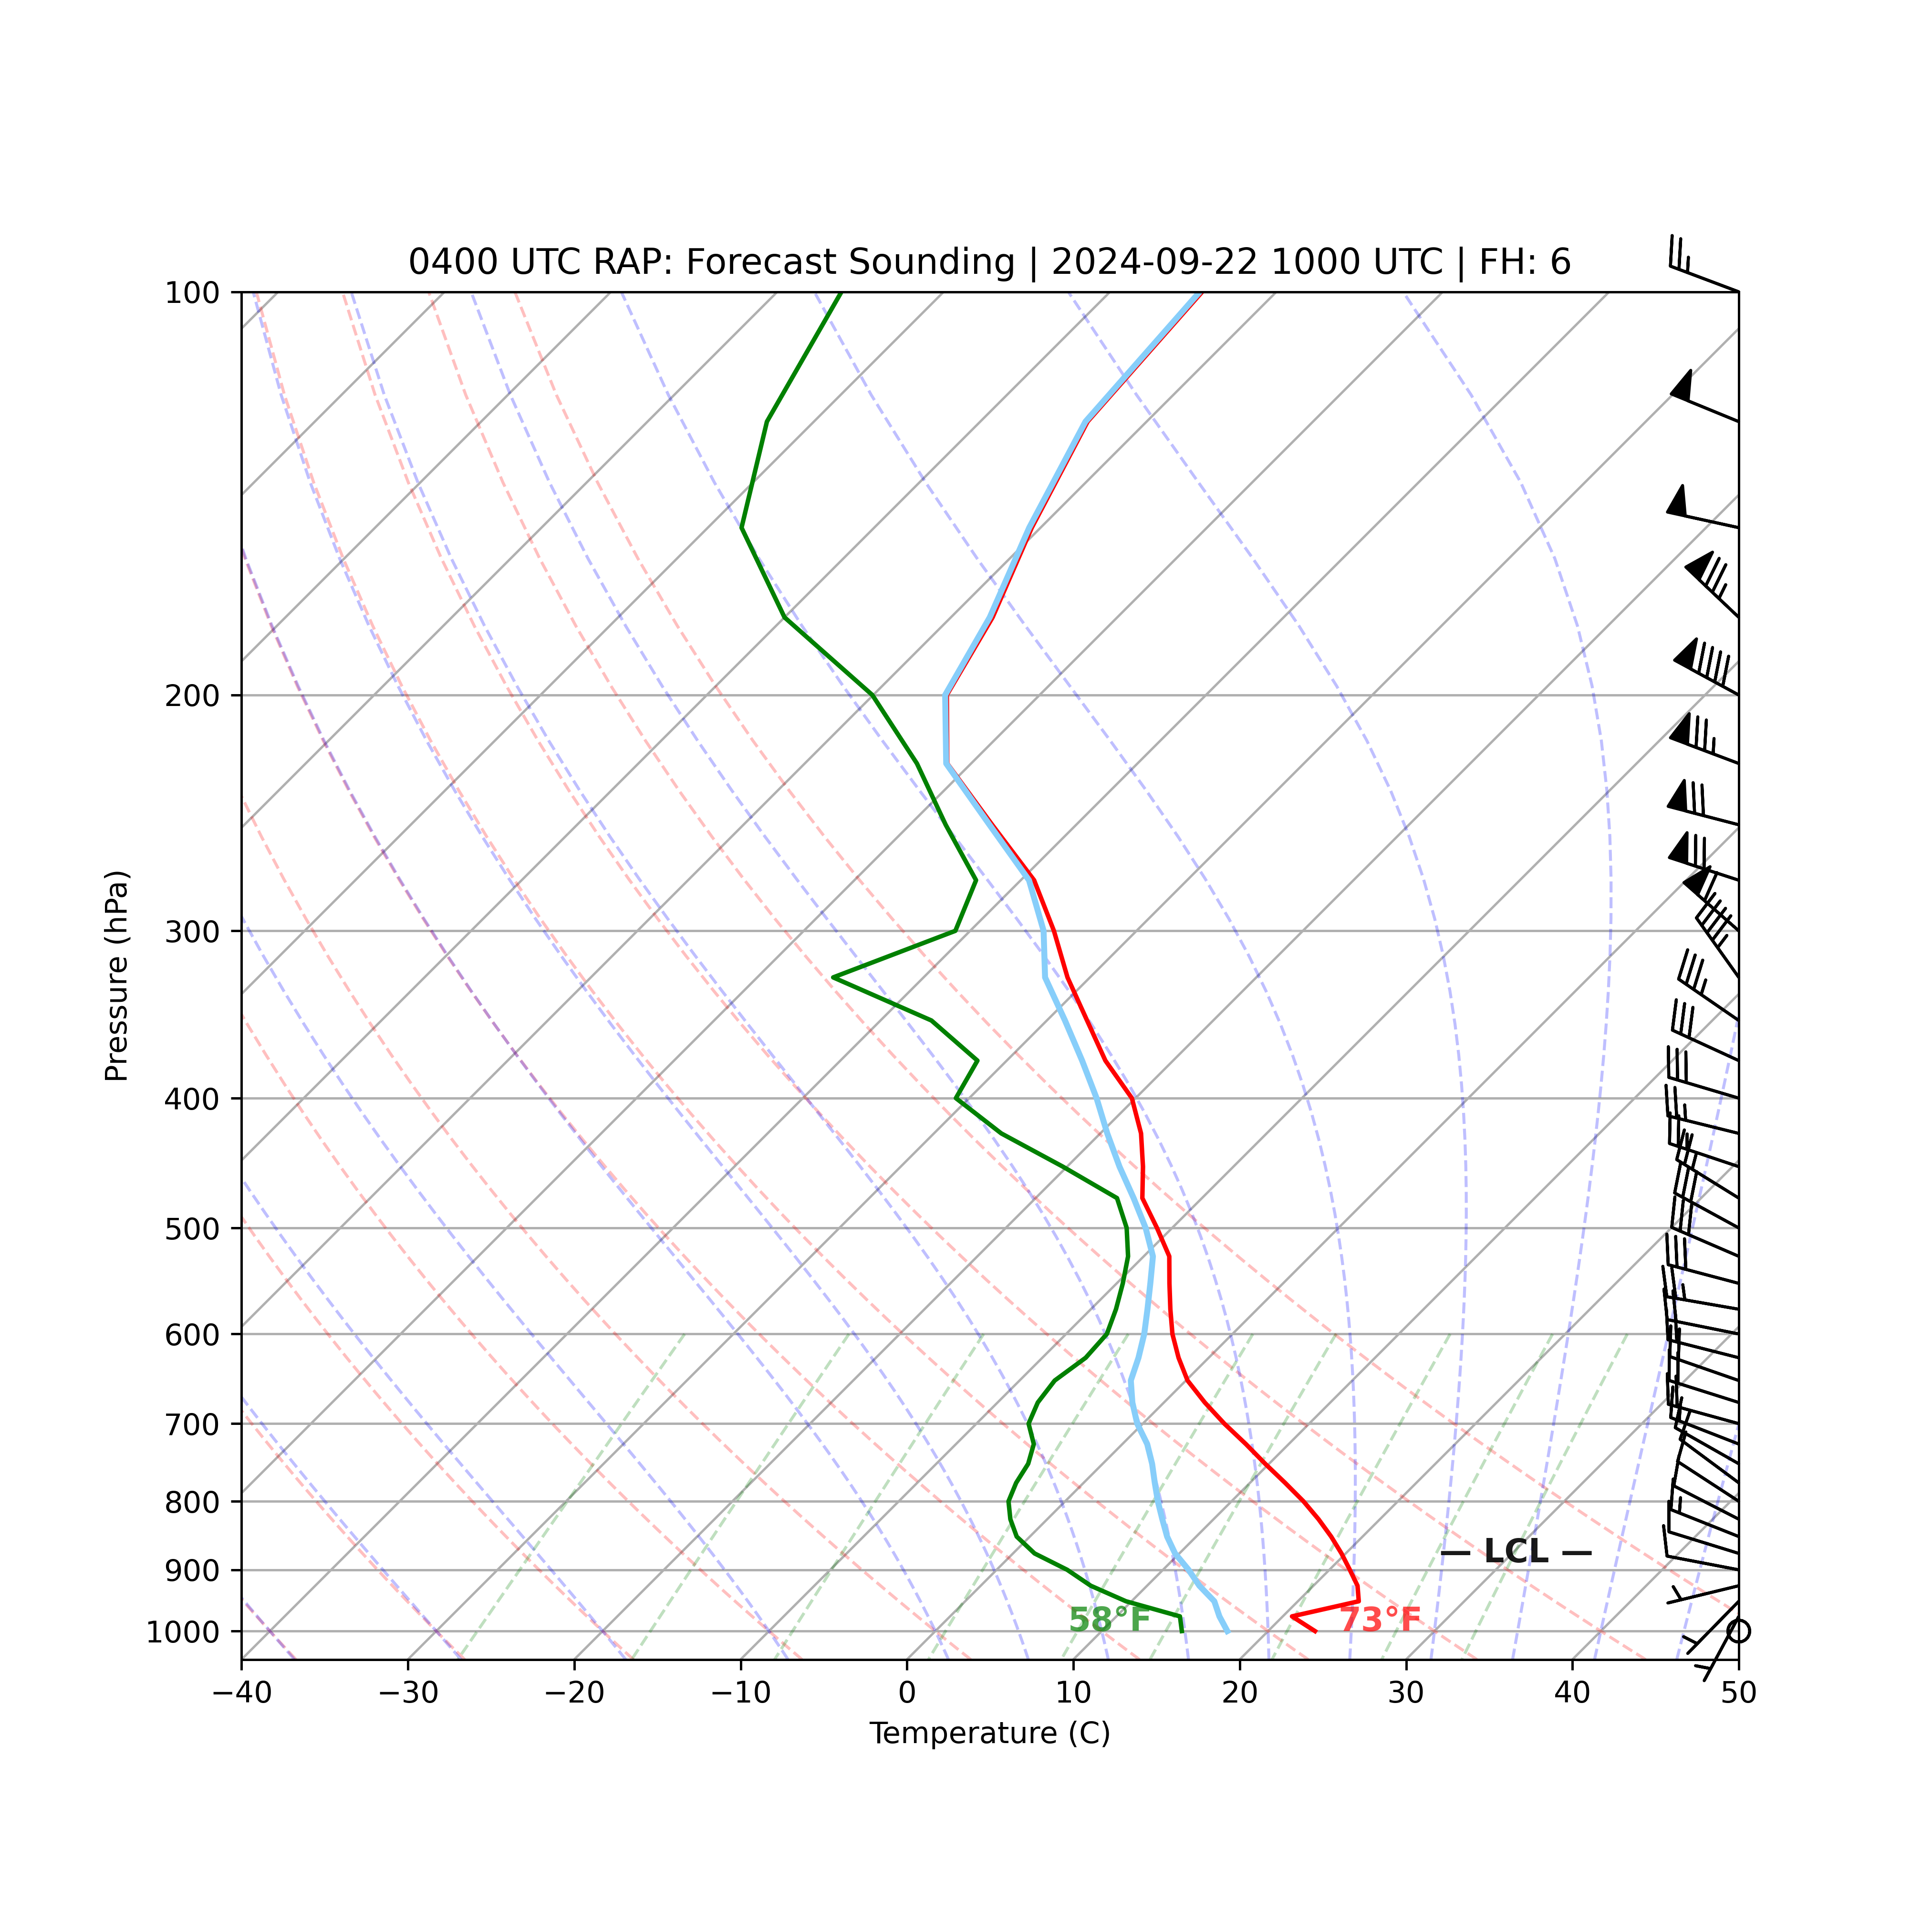 0400 UTC RAP: Forecast Sounding | 2024-09-22 1000 UTC | FH: 6
100
200
300
400
500
600
700
800
900
1000
Pressure (hPa)
— LCL —
58°F
73°F
−40 −30 −20 −10 0 10 20 30 40 50
Temperature (C)